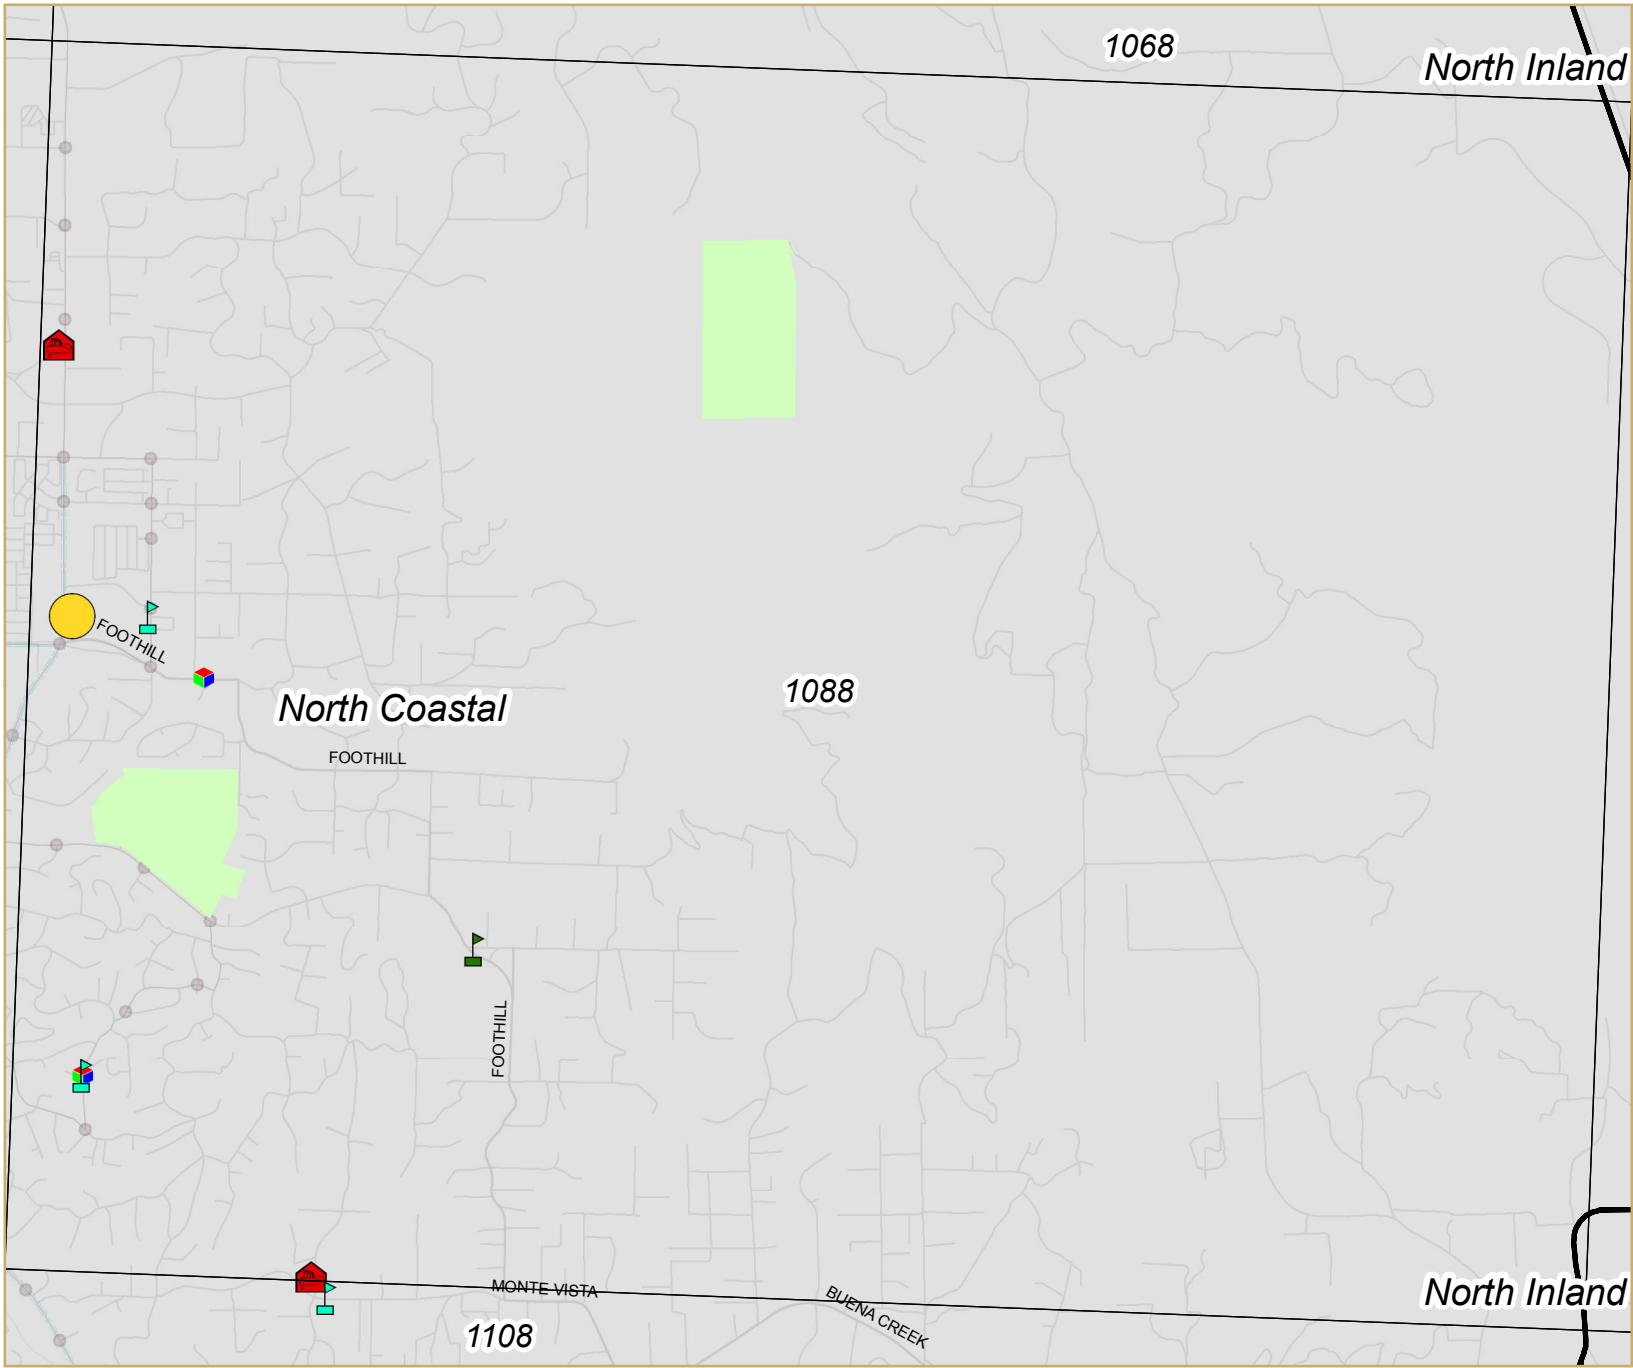 1068
North Inland
FOOTHILL
1088
North Coastal
FOOTHILL
FOOTHILL
MONTE VISTA
BUENA CREEK
North Inland
1108